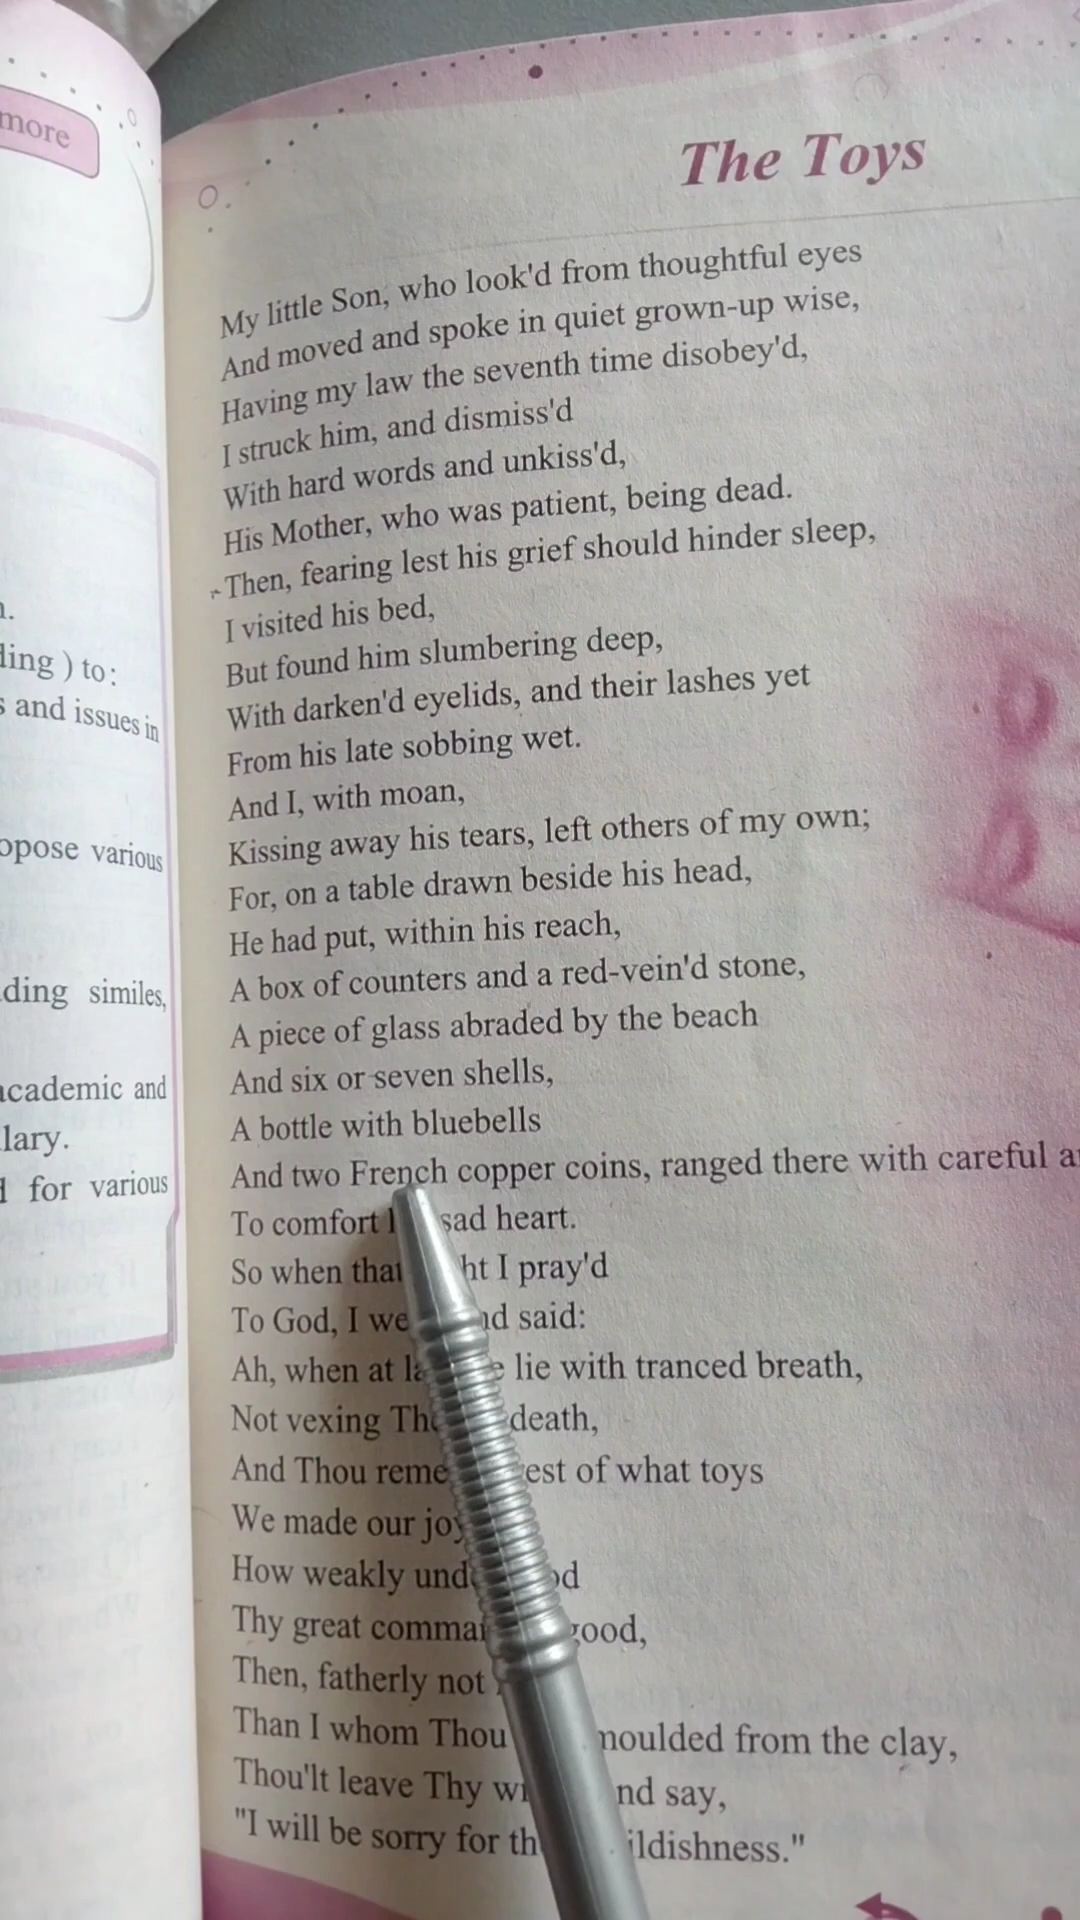 more
ding ) to:
and issues in
various
ding similes,
academic and
for various
The Toys
My little Son, who look'd from thoughtful eyes
And moved and spoke in quiet grown-up wise,
Having my law the seventh time disobey'd,
I struck him, and dismiss'd
With hard words and unkiss'd,
His Mother, who was patient, being dead.
Then, fearing lest his grief should hinder sleep,
I visited his bed,
But found him slumbering deep,
With darken'd eyelids, and their lashes yet
From his late sobbing wet.
And I, with moan,
Kissing away his tears, left others of my own;
For, on a table drawn beside his head,
He had put, within his reach,
A box of counters and a red-vein'd stone,
A piece of glass abraded by the beach
And six or seven shells,
A bottle with bluebells
And two French copper coins, ranged there with careful
To comfort sad heart.
So when that I pray'd
To God, I said:
Ah, when at lie with tranced breath,
Not vexing death,
And Thou of what toys
We made our
How weakly
Thy great good,
Then, fatherly not
Than I whom Thou moulded from the clay,
Thou'lt leave Thy say,
"I will be sorry for